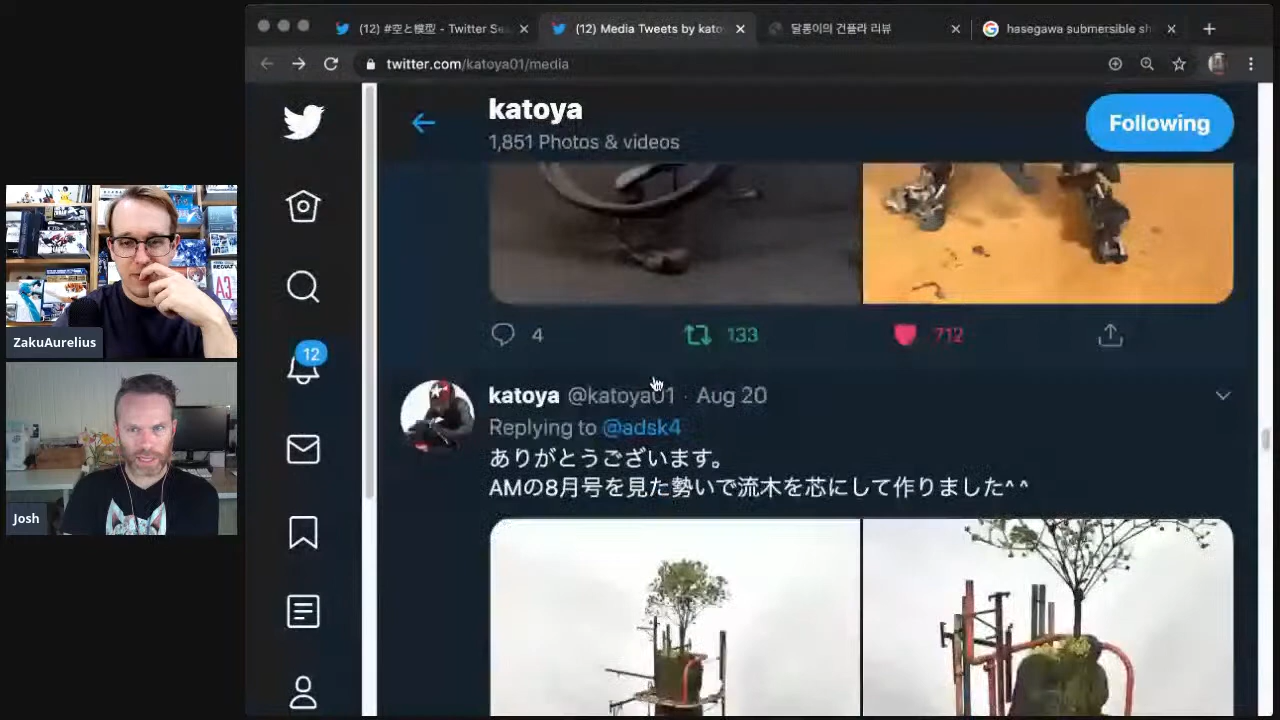 (12) #空と模型 - Twitter Se
(12) Media Tweets by kato
달롱이의 건플라 리뷰
hasegawa submersible sh
twitter.com/katoya01/media
katoya
1,851 Photos & videos
Following
4
133
712
12
katoya @katoya01 · Aug 20
Replying to @adsk4
ありがとうございます。
AMの8月号を見た勢いで流木を芯にして作りました^ ^
ZakuAurelius
Josh
A3